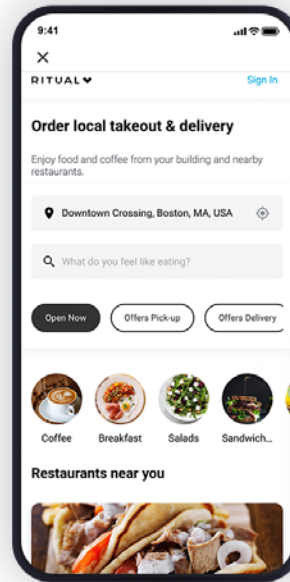 9:41
RITUAL
Sign In
Order local takeout & delivery
Enjoy food and coffee from your building and nearby
restaurants.
Downtown Crossing, Boston, MA, USA
What do you feel like eating?
Open Now
Offers Pick-up
Offers Delivery
Coffee
Breakfast
Salads
Sandwich...
Restaurants near you